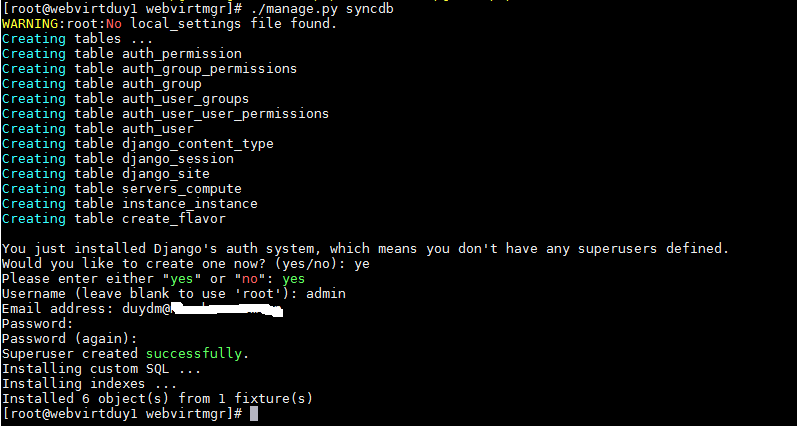 [root@webvirtduy1 webvirtmgr]# ./manage.py syncdb
WARNING:root:No local_settings file found.
Creating tables ...
Creating table auth_permission
Creating table auth_group_permissions
Creating table auth_group
Creating table auth_user_groups
Creating table auth_user_user_permissions
Creating table auth_user
Creating table django_content_type
Creating table django_session
Creating table django_site
Creating table servers_compute
Creating table instance_instance
Creating table create_flavor
You just installed Django's auth system, which means you don't have any superusers defined.
Would you like to create one now? (yes/no): ye
Please enter either "yes" or "no": yes
Username (leave blank to use 'root'): admin
Email address: duydm@
Password:
Password (again):
Superuser created successfully.
Installing custom SQL ...
Installing indexes ...
Installed 6 object(s) from 1 fixture(s)
[root@webvirtduy1 webvirtmgr]#